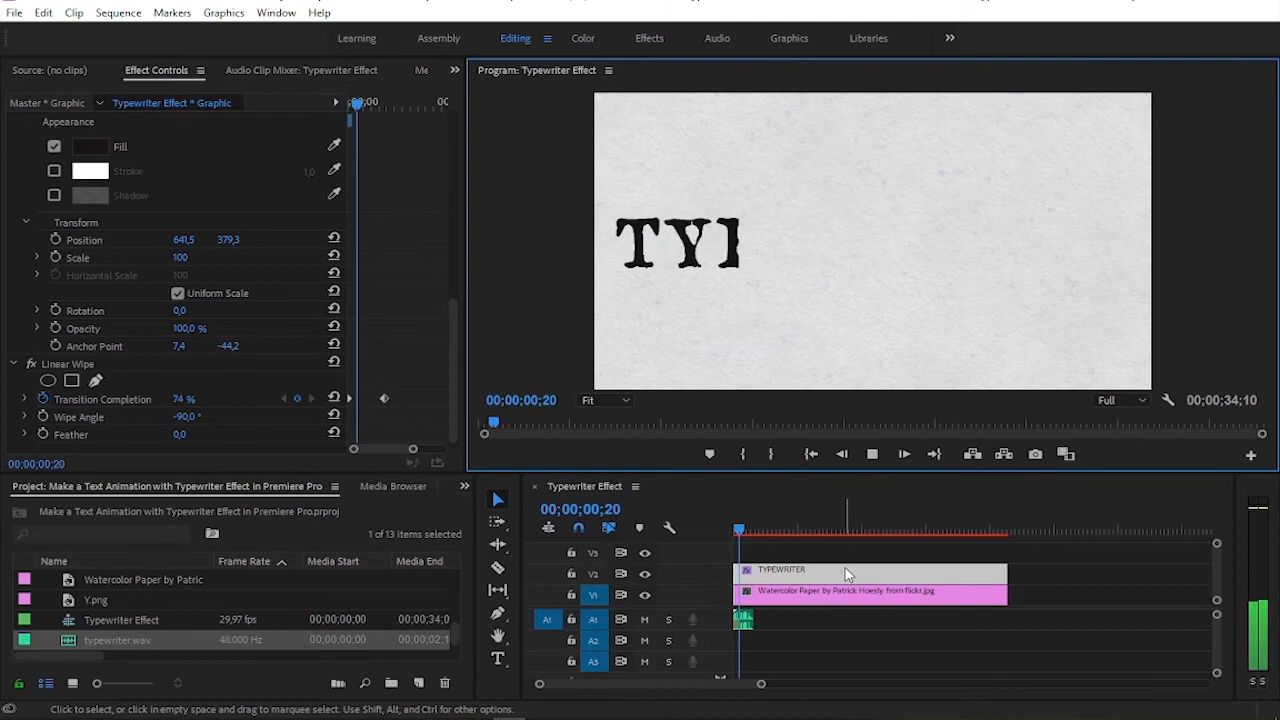 File Edit Clip Sequence Markers Graphics Window Help
Learning Assembly Editing Color Effects Audio Graphics Libraries
Source: (no clips) Effect Controls Audio Clip Mixer: Typewriter Effect Me
Program: Typewriter Effect
Master * Graphic Typewriter Effect * Graphic ;00;00 00
Appearance
Fill
Stroke 1,0
Shadow
Transform
Position 641,5 379,3
Scale 100
Horizontal Scale 100
Uniform Scale
Rotation 0,0
Opacity 100,0 %
Anchor Point 7,4 -44,2
fx Linear Wipe
Transition Completion 74 %
Wipe Angle -90,0 °
Feather 0,0
00;00;00;20
TY
00;00;00;20 Fit Full 00;00;34;10
Project: Make a Text Animation with Typewriter Effect in Premiere Pro Media Browser
Make a Text Animation with Typewriter Effect in Premiere Pro.prproj
1 of 13 items selected
Name Frame Rate Media Start Media End
Watercolor Paper by Patric
Y.png
Typewriter Effect 29,97 fps 00;00;00;00 00;00;34;0
typewriter.wav 48.000 Hz 00;00;00;00 00;00;02;1
Typewriter Effect
00;00;00;20
V3
V2 TYPEWRITER
V1 Watercolor Paper by Patrick Hoesly from flickr.jpg
A1 A1 M S
A2 M S
A3 M S
S S
Click to select, or click in empty space and drag to marquee select. Use Shift, Alt, and Ctrl for other options.